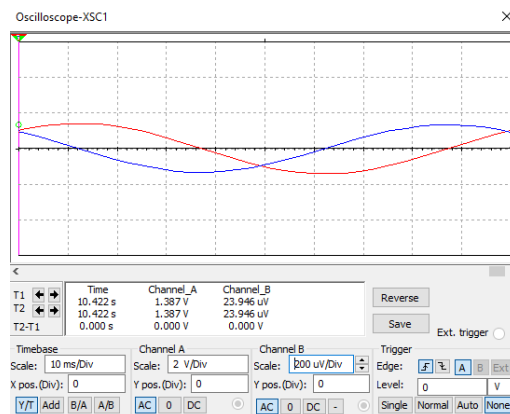 Oscilloscope-XSC1
Time Channel_A Channel_B
T1 10.422 s 1.387 V 23.946 uV
T2 10.422 s 1.387 V 23.946 uV
T2-T1 0.000 s 0.000 V 0.000 V
Reverse
Save
Ext. trigger
Timebase Channel A Channel B Trigger
Scale: 10 ms/Div Scale: 2 V/Div Scale: 200 uV/Div Edge: A B Ext
X pos.(Div): 0 Y pos.(Div): 0 Y pos.(Div): 0 Level: 0 V
Y/T Add B/A A/B AC 0 DC AC 0 DC - Single Normal Auto None